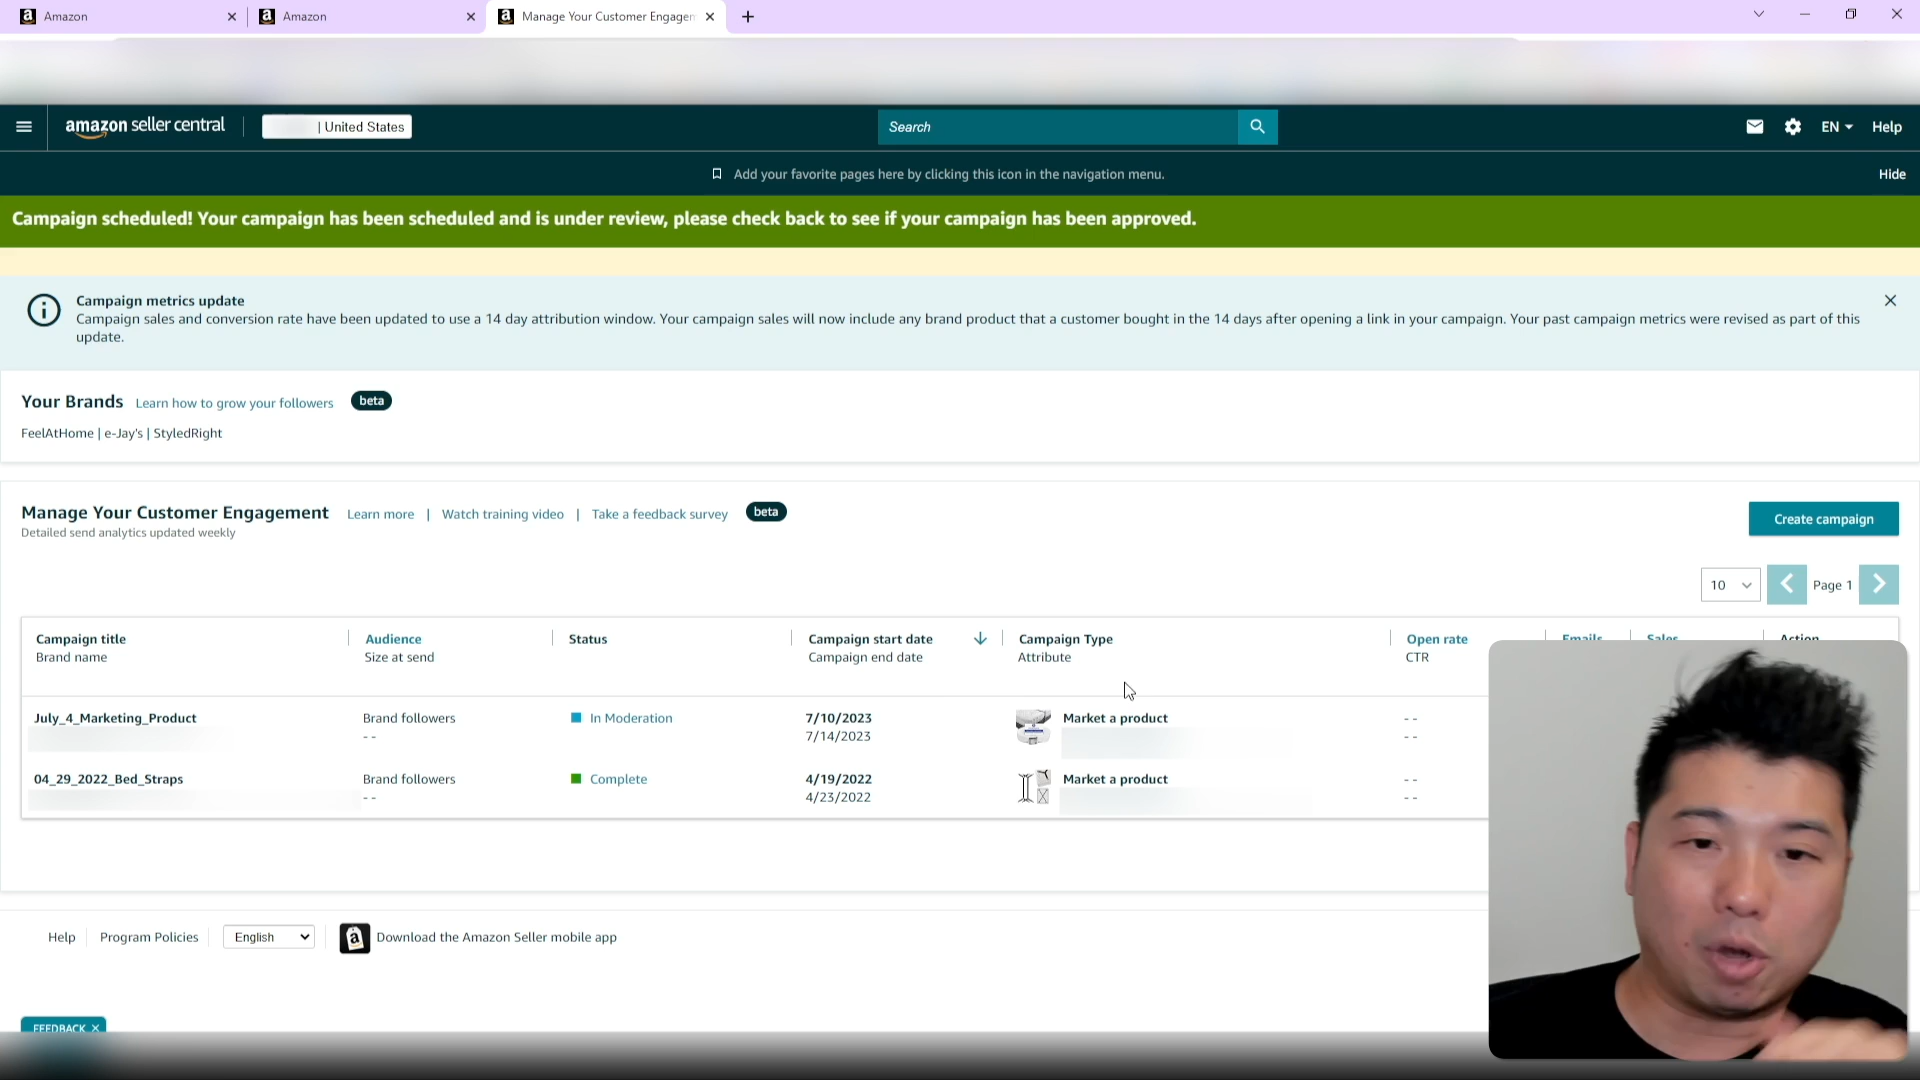 Amazon
Amazon
Manage Your Customer Engagem
amazon seller central
| United States
Search
EN
Help
Add your favorite pages here by clicking this icon in the navigation menu.
Hide
Campaign scheduled! Your campaign has been scheduled and is under review, please check back to see if your campaign has been approved.
Campaign metrics update
Campaign sales and conversion rate have been updated to use a 14 day attribution window. Your campaign sales will now include any brand product that a customer bought in the 14 days after opening a link in your campaign. Your past campaign metrics were revised as part of this
update.
Your Brands Learn how to grow your followers beta
FeelAtHome | e-Jay's | StyledRight
Manage Your Customer Engagement Learn more | Watch training video | Take a feedback survey beta
Detailed send analytics updated weekly
Create campaign
10
Page 1
Campaign title Audience Status Campaign start date Campaign Type Open rate Emails Sales Action
Brand name Size at send Campaign end date Attribute CTR
July_4_Marketing_Product Brand followers In Moderation 7/10/2023 Market a product - -
- - 7/14/2023 - -
04_29_2022_Bed_Straps Brand followers Complete 4/19/2022 Market a product - -
- - 4/23/2022 - -
Help Program Policies English Download the Amazon Seller mobile app
FEEDBACK